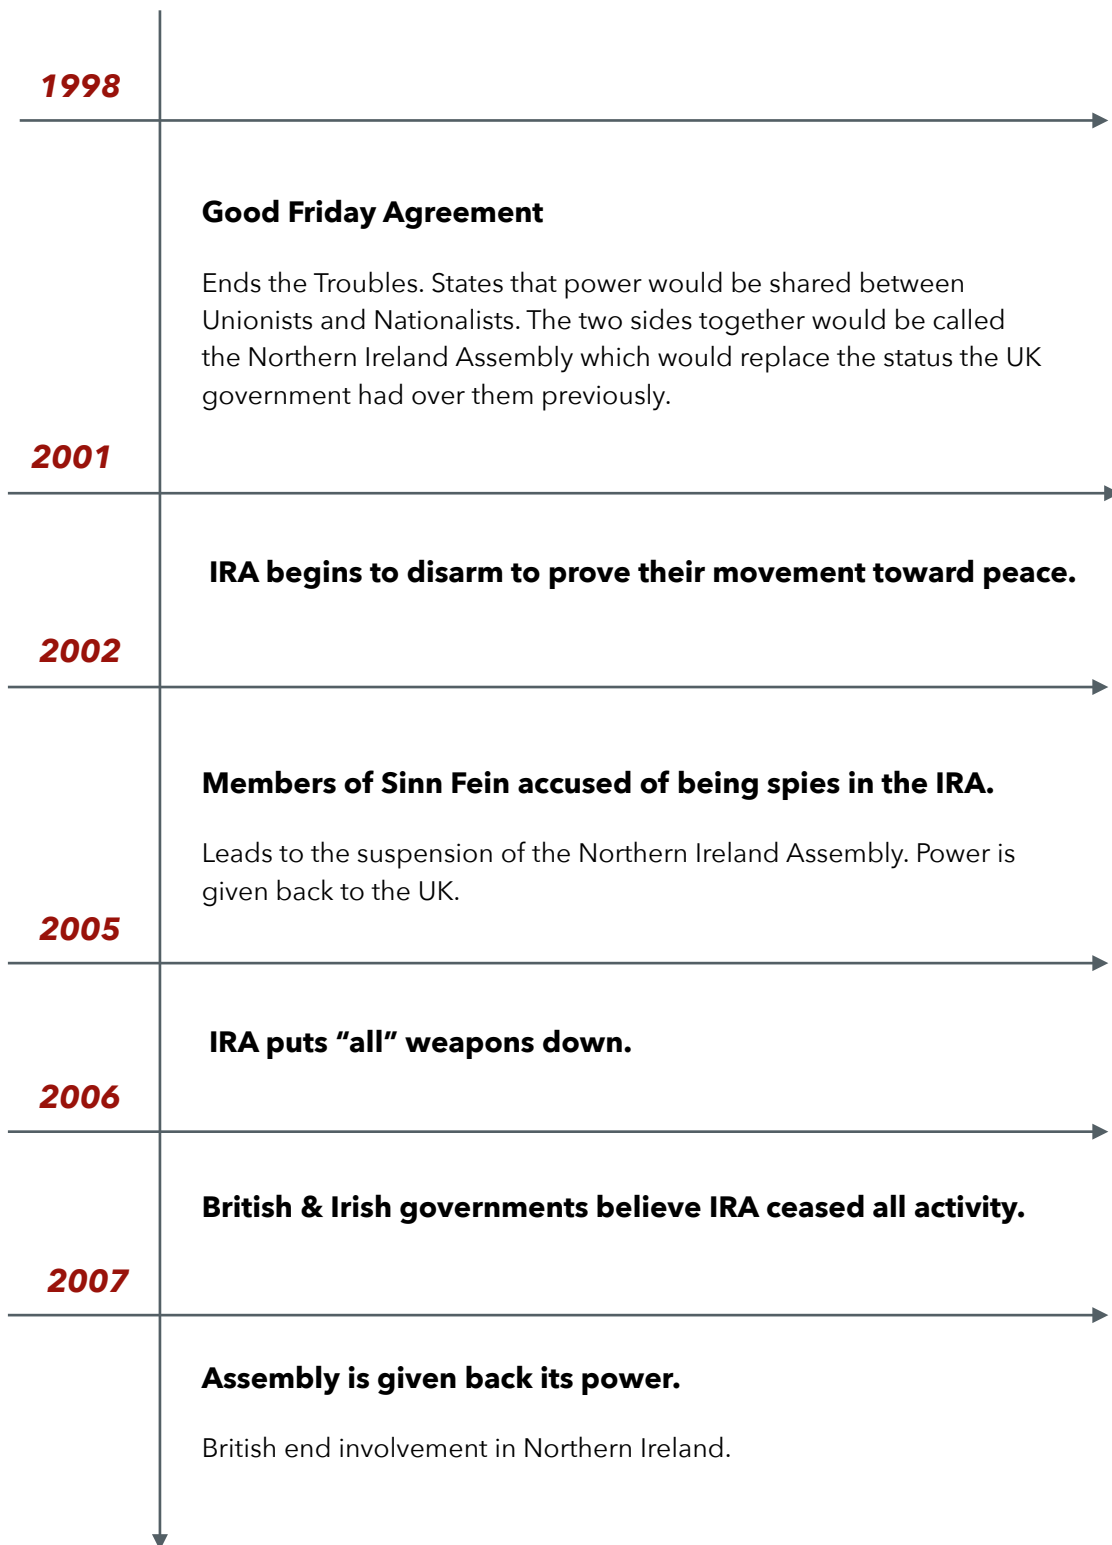 1998
Good Friday Agreement
Ends the Troubles. States that power would be shared between
Unionists and Nationalists. The two sides together would be called
the Northern Ireland Assembly which would replace the status the UK
government had over them previously.
2001
IRA begins to disarm to prove their movement toward peace.
2002
Members of Sinn Fein accused of being spies in the IRA.
Leads to the suspension of the Northern Ireland Assembly. Power is
given back to the UK.
2005
IRA puts “all” weapons down.
2006
British & Irish governments believe IRA ceased all activity.
2007
Assembly is given back its power.
British end involvement in Northern Ireland.